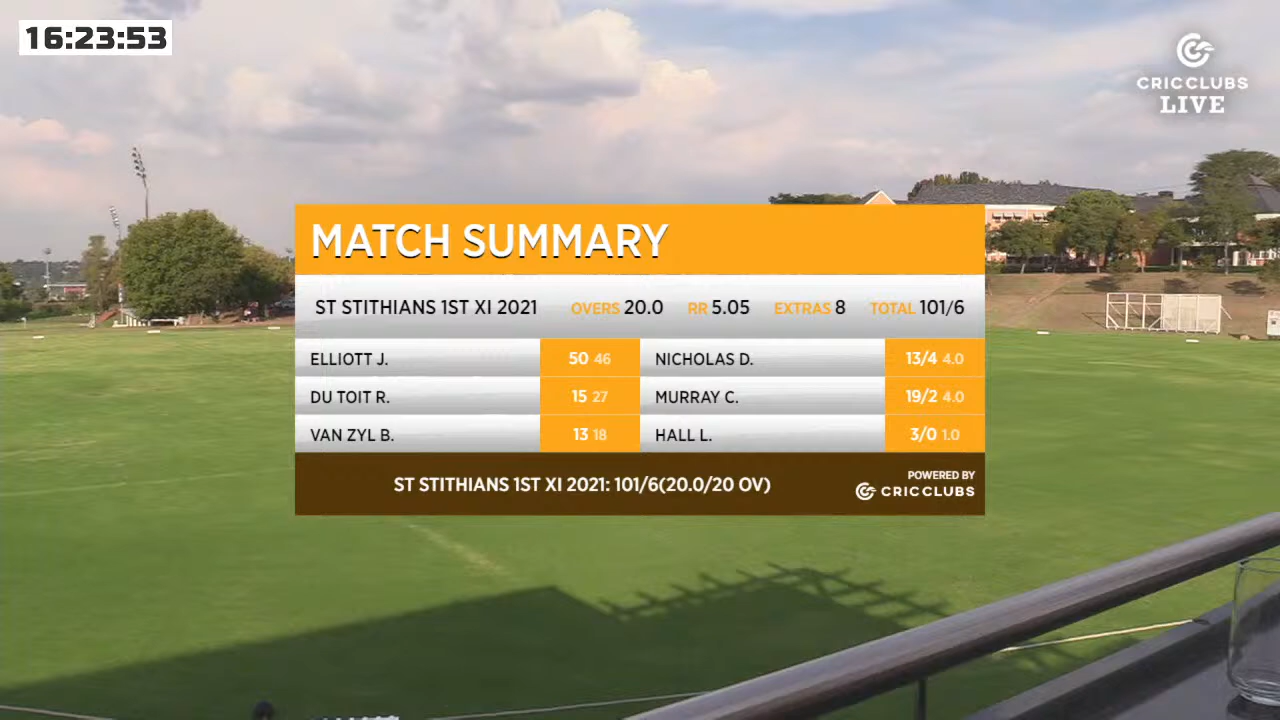 16:23:53
CRICCLUBS
LIVE
MATCH SUMMARY
ST STITHIANS 1ST XI 2021 OVERS 20.0 RR 5.05 EXTRAS 8 TOTAL 101/6
ELLIOTT J. 50 46 NICHOLAS D. 13/4 4.0
DU TOIT R. 15 27 MURRAY C. 19/2 4.0
VAN ZYL B. 13 18 HALL L. 3/0 1.0
ST STITHIANS 1ST XI 2021: 101/6(20.0/20 OV)
POWERED BY
CRICCLUBS